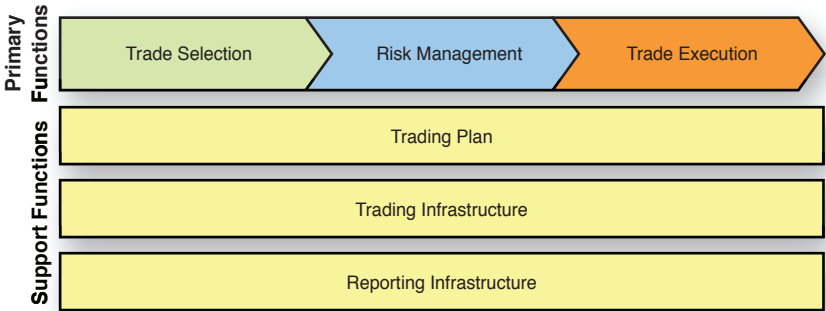 Primary
Functions
Trade Selection
Risk Management
Trade Execution
Support Functions
Trading Plan
Trading Infrastructure
Reporting Infrastructure